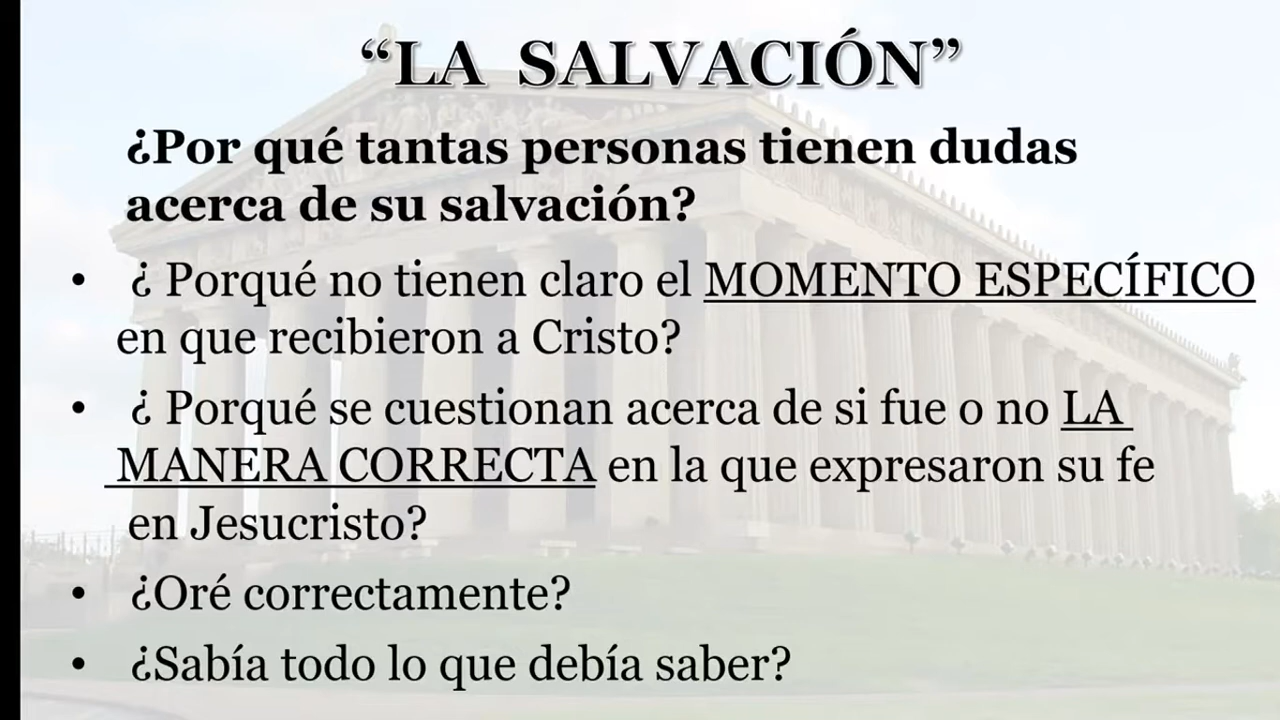 “LA SALVACIÓN”
¿Por qué tantas personas tienen dudas
acerca de su salvación?
• ¿ Porqué no tienen claro el MOMENTO ESPECÍFICO
en que recibieron a Cristo?
• ¿ Porqué se cuestionan acerca de si fue o no LA
MANERA CORRECTA en la que expresaron su fe
en Jesucristo?
• ¿Oré correctamente?
• ¿Sabía todo lo que debía saber?